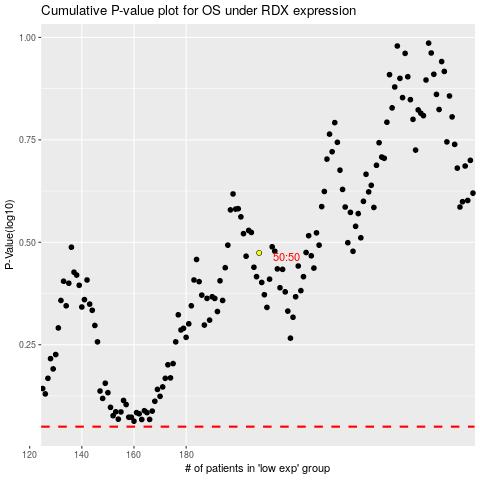 Cumulative P-value plot for OS under RDX expression
1.00
0.75
0.50
0.25
P-Value(log10)
50:50
120 140 160 180
# of patients in 'low exp' group